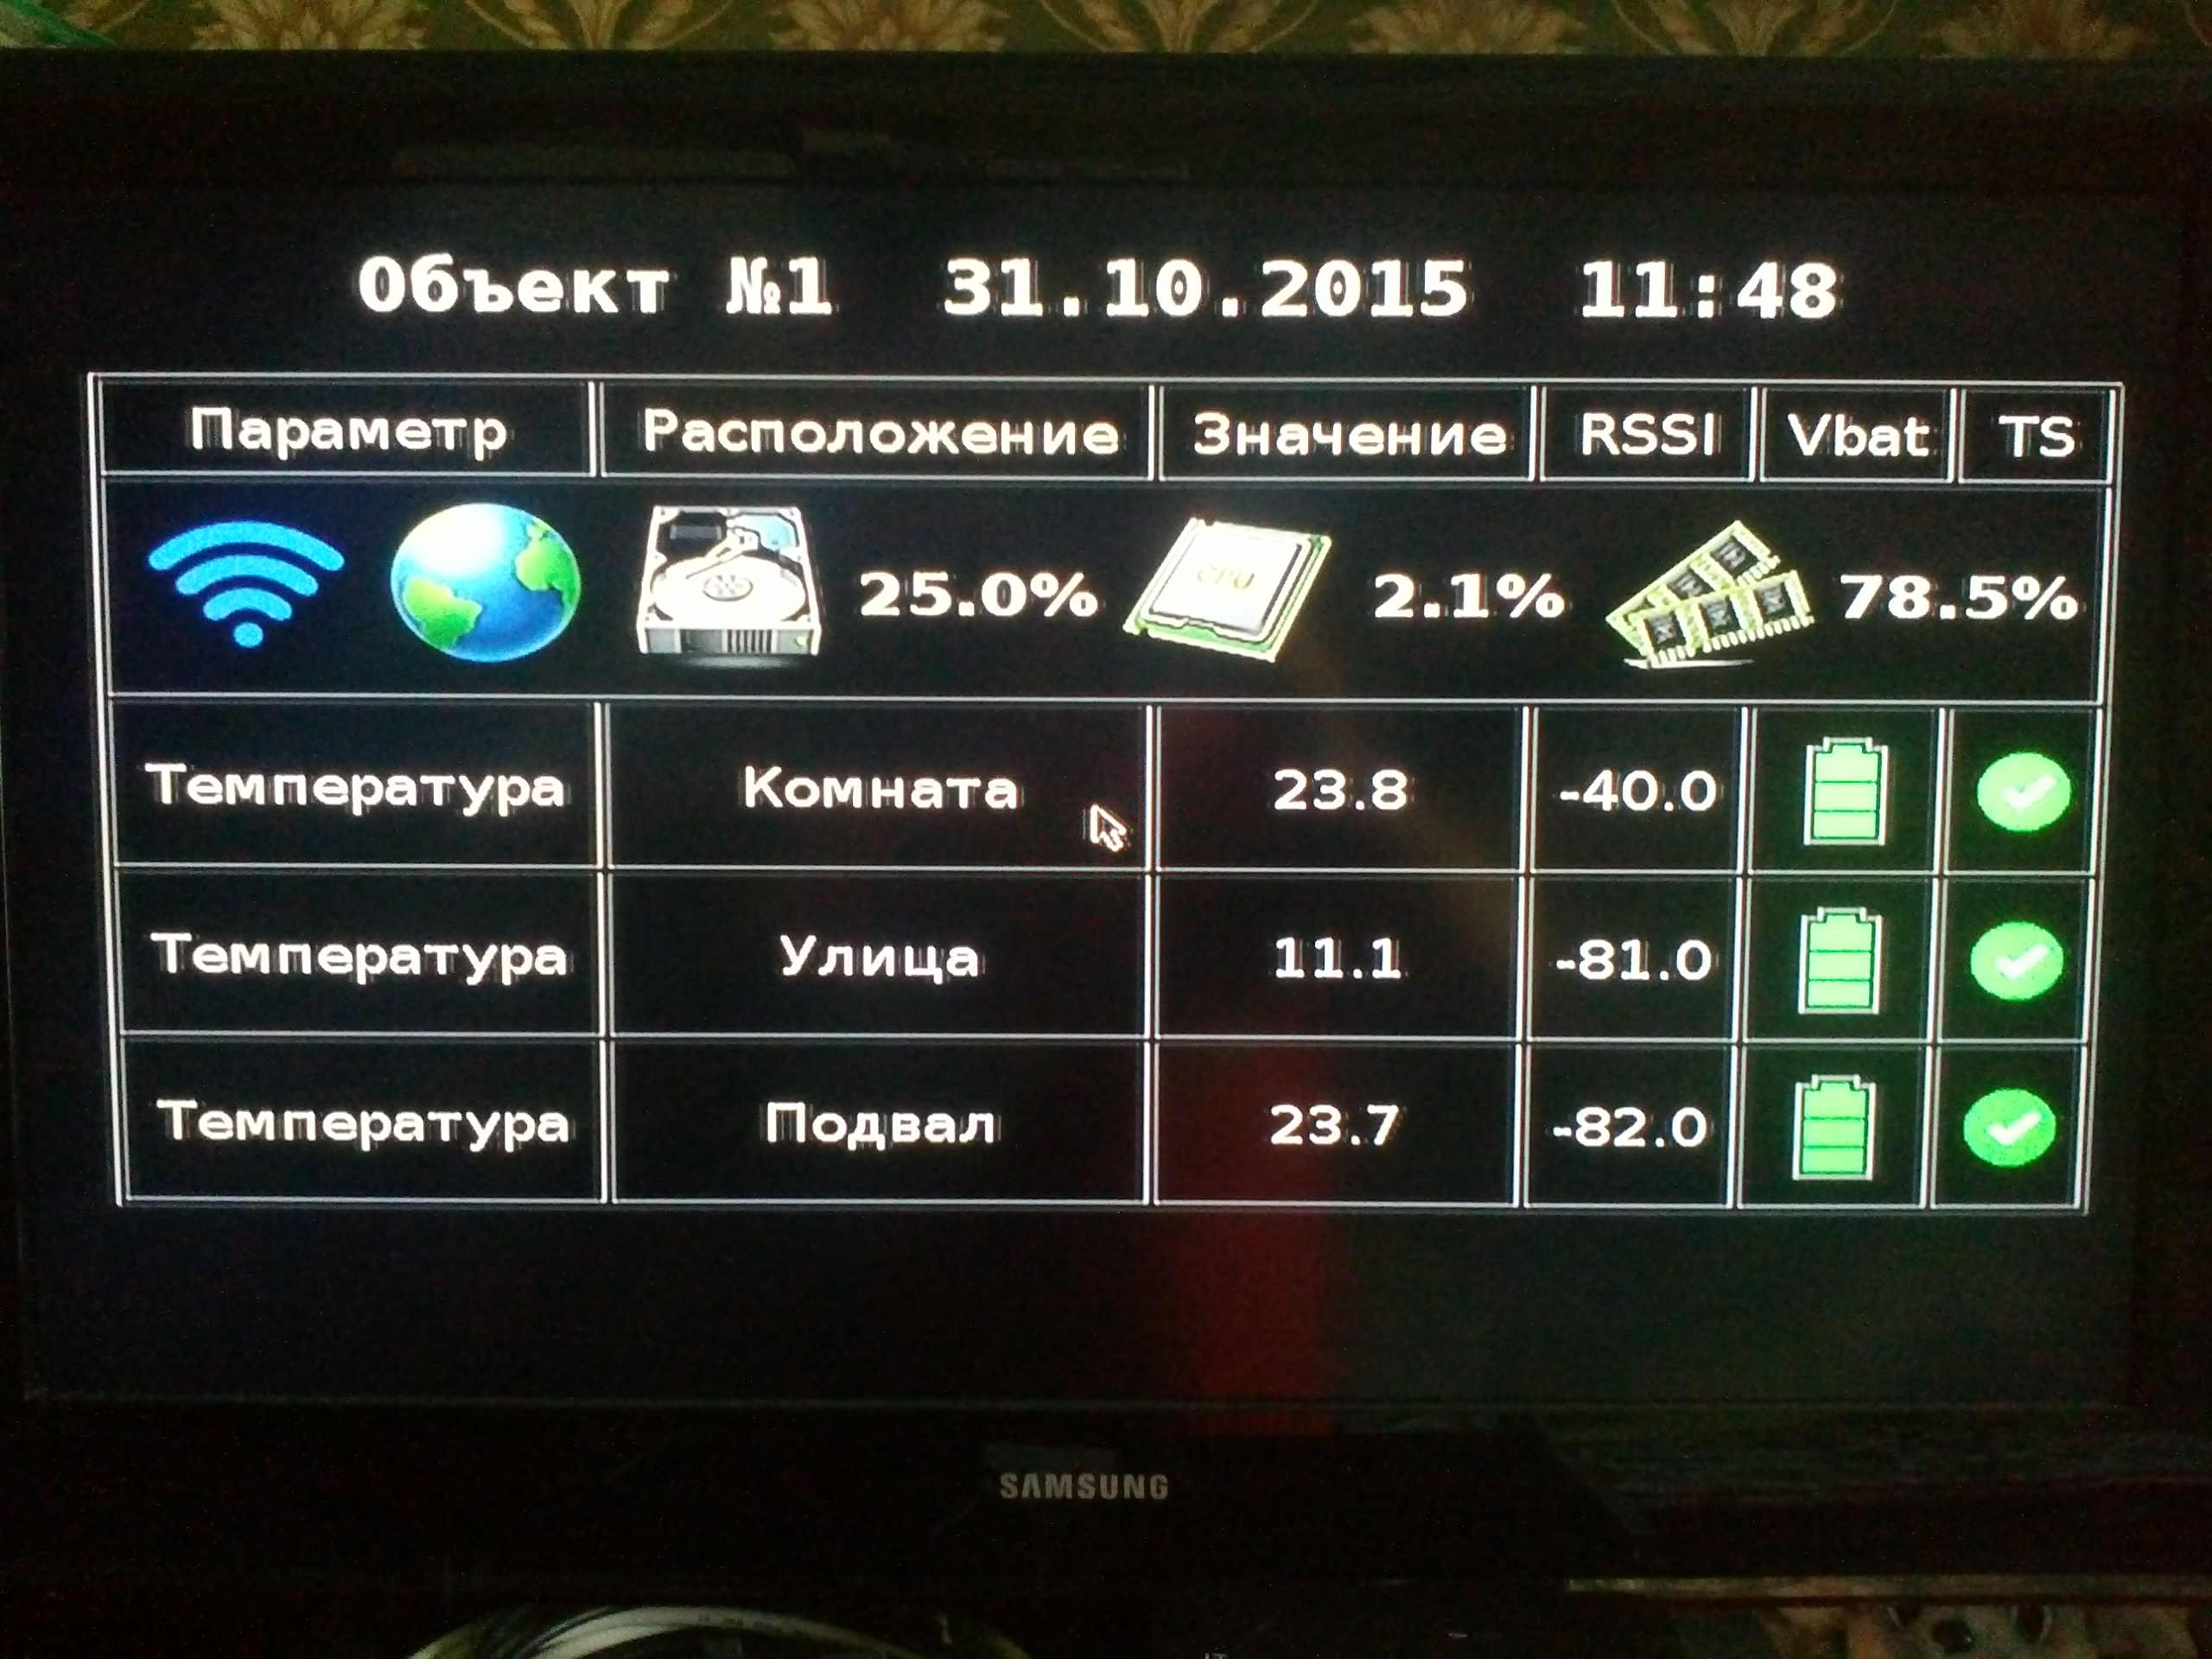 Объект №1 31.10.2015 11:48
Параметр Расположение Значение RSSI Vbat TS
25.0% CPU 2.1% 78.5%
Температура Комната 23.8 -40.0
Температура Улица 11.1 -81.0
Температура Подвал 23.7 -82.0
SAMSUNG